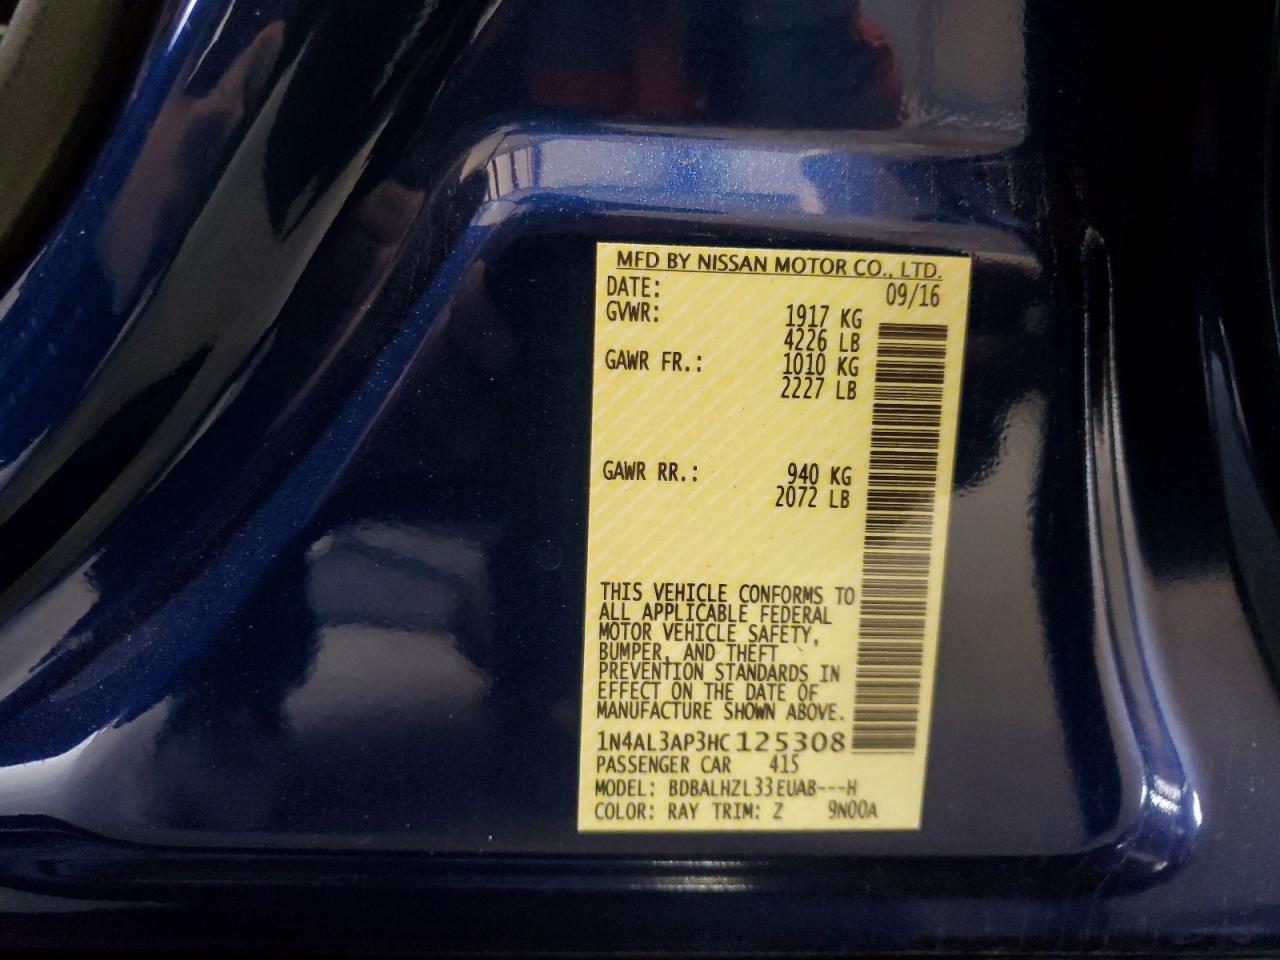 MFD BY NISSAN MOTOR CO., LTD.
DATE: 09/16
GVWR: 1917 KG
4226 LB
GAWR FR.: 1010 KG
2227 LB
GAWR RR.: 940 KG
2072 LB
THIS VEHICLE CONFORMS TO
ALL APPLICABLE FEDERAL
MOTOR VEHICLE SAFETY,
BUMPER, AND THEFT
PREVENTION STANDARDS IN
EFFECT ON THE DATE OF
MANUFACTURE SHOWN ABOVE.
1N4AL3AP3HC125308
PASSENGER CAR 415
MODEL: BDBALHZL33EUAB---H
COLOR: RAY TRIM: Z 9N00A